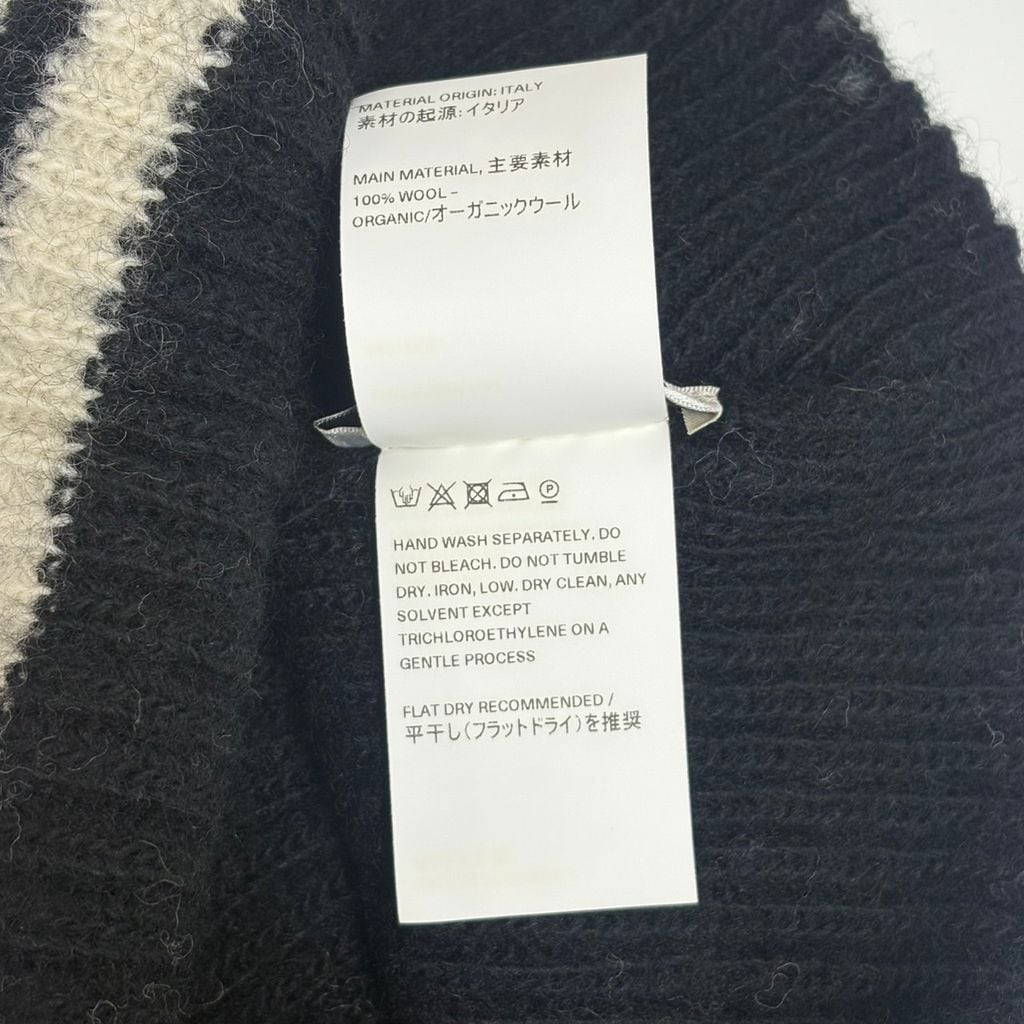 MATERIAL ORIGIN: ITALY
素材の起源: イタリア
MAIN MATERIAL, 主要素材
100% WOOL -
ORGANIC/オーガニックウール
P
HAND WASH SEPARATELY. DO
NOT BLEACH. DO NOT TUMBLE
DRY. IRON, LOW. DRY CLEAN, ANY
SOLVENT EXCEPT
TRICHLOROETHYLENE ON A
GENTLE PROCESS
FLAT DRY RECOMMENDED /
平干し(フラットドライ)を推奨